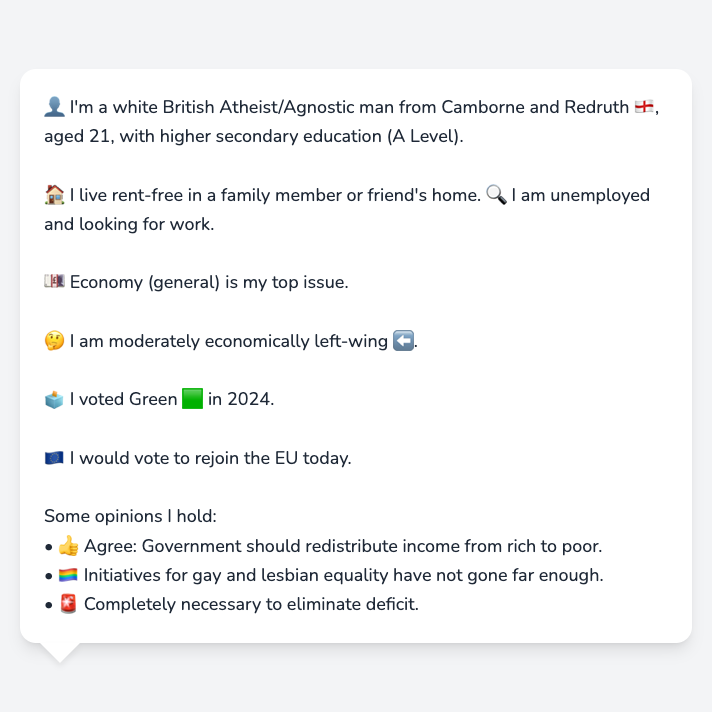 👤 I'm a white British Atheist/Agnostic man from Camborne and Redruth 🏴󠁧󠁢󠁥󠁮󠁧󠁿,
aged 21, with higher secondary education (A Level).
🏠 I live rent-free in a family member or friend's home. 🔍 I am unemployed
and looking for work.
💷 Economy (general) is my top issue.
🤔 I am moderately economically left-wing ⬅️.
🗳️ I voted Green 🟩 in 2024.
🇪🇺 I would vote to rejoin the EU today.
Some opinions I hold:
• 👍 Agree: Government should redistribute income from rich to poor.
• 🏳️‍🌈 Initiatives for gay and lesbian equality have not gone far enough.
• 🚨 Completely necessary to eliminate deficit.